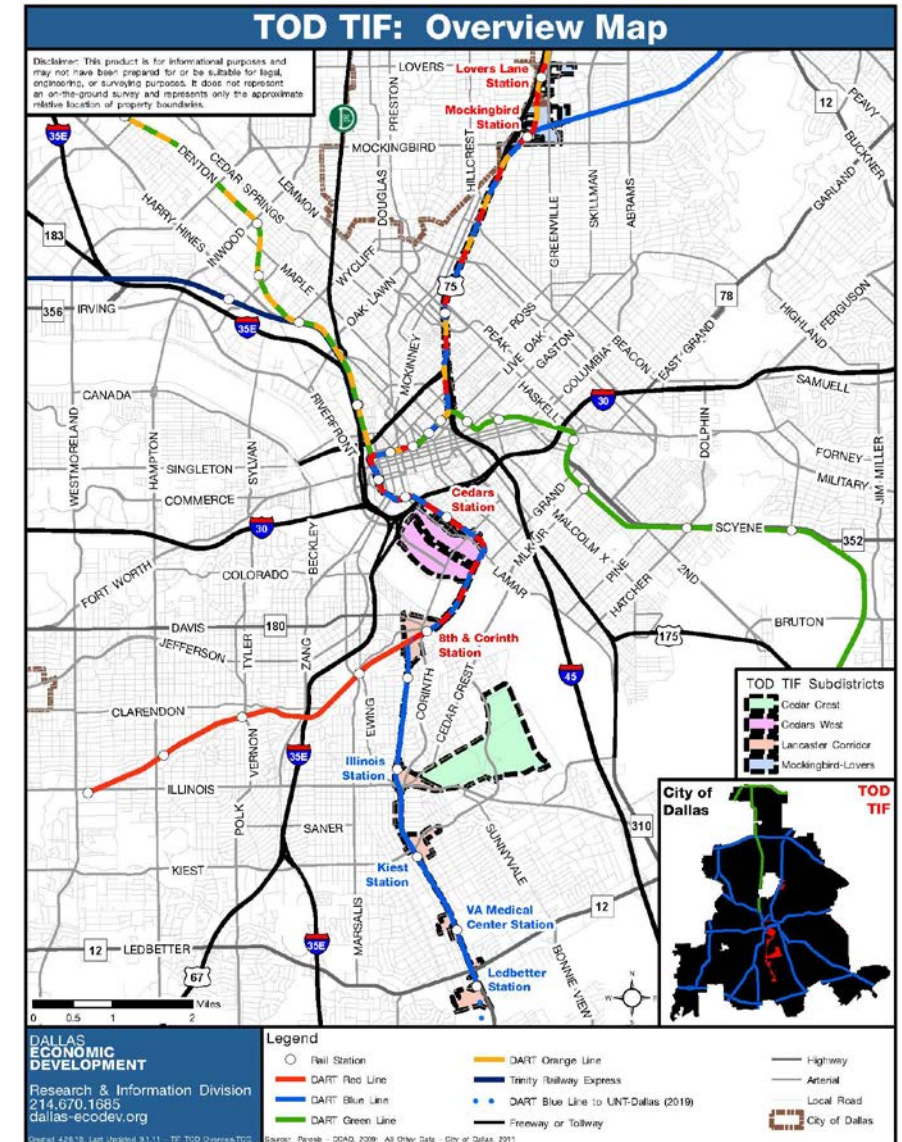 TOD TIF: Overview Map
Disclaimer: This product is for informational purposes and
may not have been prepared for or be suitable for legal,
engineering, or surveying purposes. It does not represent
an on-the-ground survey and represents only the approximate
relative location of property boundaries.
LOVERS
Lovers Lane
Station
Mockingbird
Station
PRESTON
12
PEAVY
BUCKNER
35E
MOCKINGBIRD
HILLCREST
DOUGLAS
GREENVILLE
SKILLMAN
ABRAMS
GARLAND
DENTON
CEDAR SPRINGS
LEMMON
HARRY HINES
INWOOD
183
WYCLIFF
MAPLE
OAK LAWN
75
78
356
IRVING
35E
MCKINNEY
PEAK
ROSS
LIVE OAK
GASTON
COLUMBIA
BEACON
EAST GRAND
HIGHLAND
FERGUSON
HASKELL
30
SAMUELL
CANADA
RIVERFRONT
WESTMORELAND
HAMPTON
SYLVAN
SINGLETON
COMMERCE
DOLPHIN
FORNEY
MILITARY
JIM MILLER
Cedars
Station
GRAND
MALCOLM X
30
BECKLEY
MLK JR
PINE
SCYENE
352
FORT WORTH
COLORADO
LAMAR
HATCHER
2ND
DAVIS
180
JEFFERSON
TYLER
ZANG
8th & Corinth
Station
175
BRUTON
EWING
CORINTH
CEDAR CREST
45
CLARENDON
VERNON
35E
TOD TIF Subdistricts
Cedar Crest
Cedars West
Lancaster Corridor
Mockingbird-Lovers
Illinois
Station
ILLINOIS
City of
Dallas
TOD
TIF
POLK
SANER
SUNNYVALE
310
KIEST
Kiest
Station
MARSALIS
VA Medical
Center Station
12
12
LEDBETTER
35E
67
Ledbetter
Station
BONNIE VIEW
N
W
E
S
Miles
0 0.5 1 2
DALLAS
ECONOMIC
DEVELOPMENT
Research & Information Division
214.670.1685
dallas-ecodev.org
Legend
Rail Station
DART Red Line
DART Blue Line
DART Green Line
DART Orange Line
Trinity Railway Express
DART Blue Line to UNT-Dallas (2019)
Freeway or Tollway
Highway
Arterial
Local Road
City of Dallas